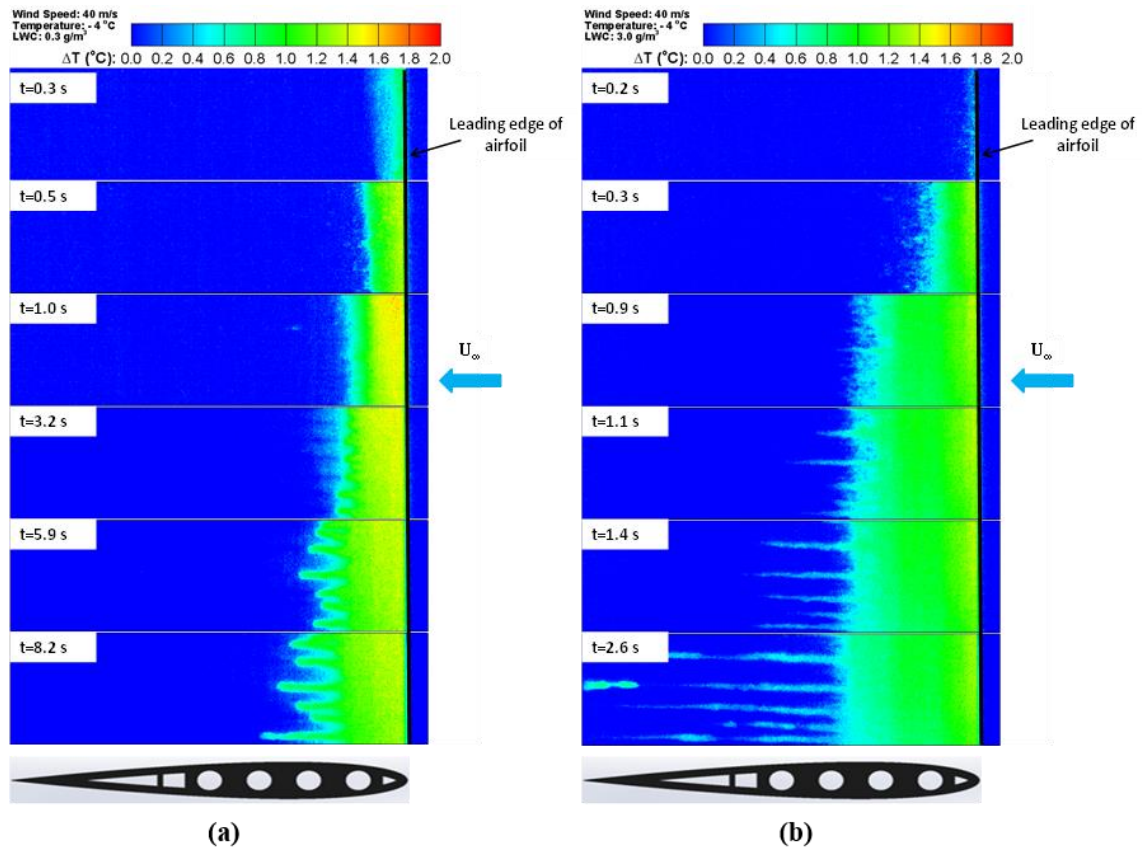 Wind Speed: 40 m/s
Temperature: - 4 °C
LWC: 0.3 g/m³
ΔT (°C): 0.0 0.2 0.4 0.6 0.8 1.0 1.2 1.4 1.6 1.8 2.0
t=0.3 s
Leading edge of
airfoil
t=0.5 s
t=1.0 s
U∞
t=3.2 s
t=5.9 s
t=8.2 s
(a)
Wind Speed: 40 m/s
Temperature: - 4 °C
LWC: 3.0 g/m³
ΔT (°C): 0.0 0.2 0.4 0.6 0.8 1.0 1.2 1.4 1.6 1.8 2.0
t=0.2 s
Leading edge of
airfoil
t=0.3 s
t=0.9 s
U∞
t=1.1 s
t=1.4 s
t=2.6 s
(b)